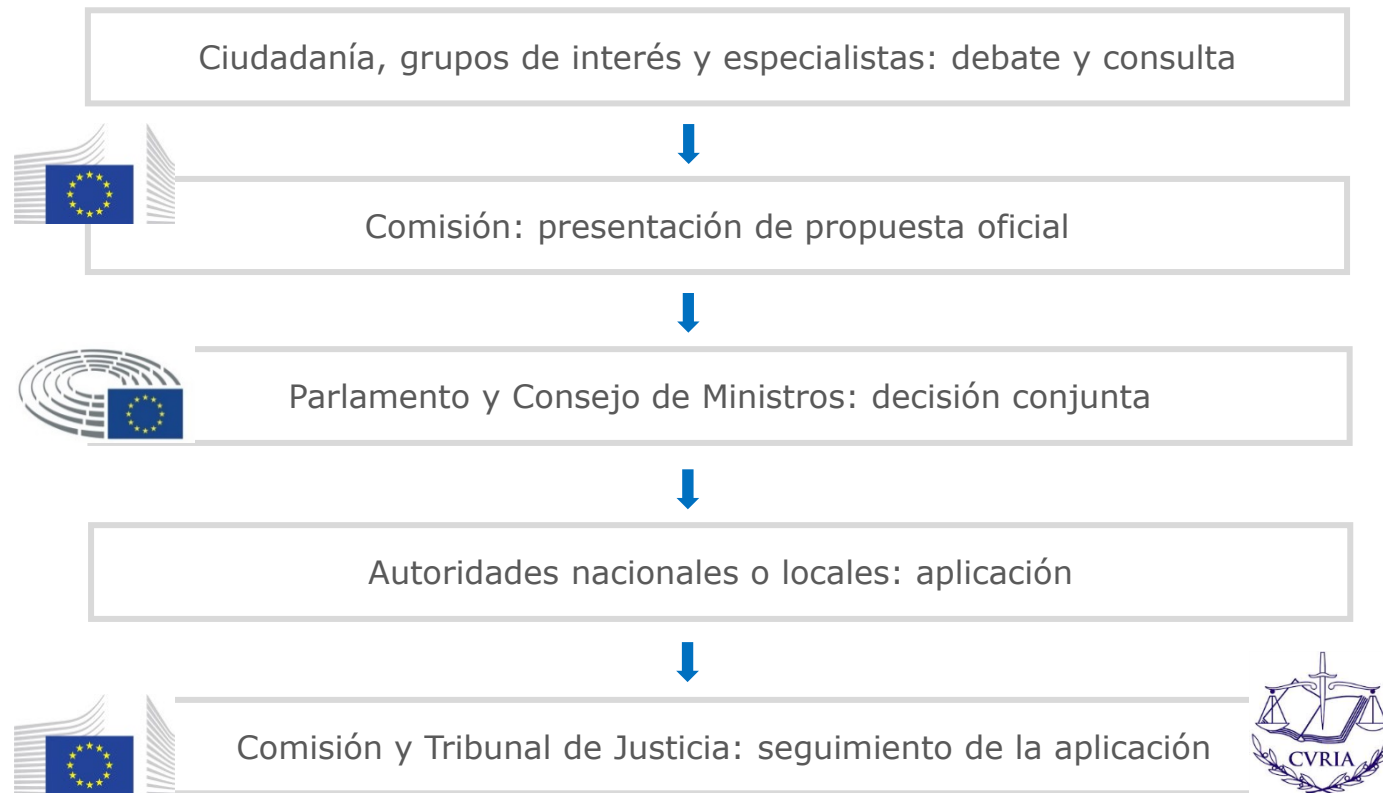 Ciudadanía, grupos de interés y especialistas: debate y consulta
Comisión: presentación de propuesta oficial
Parlamento y Consejo de Ministros: decisión conjunta
Autoridades nacionales o locales: aplicación
Comisión y Tribunal de Justicia: seguimiento de la aplicación
CVRIA